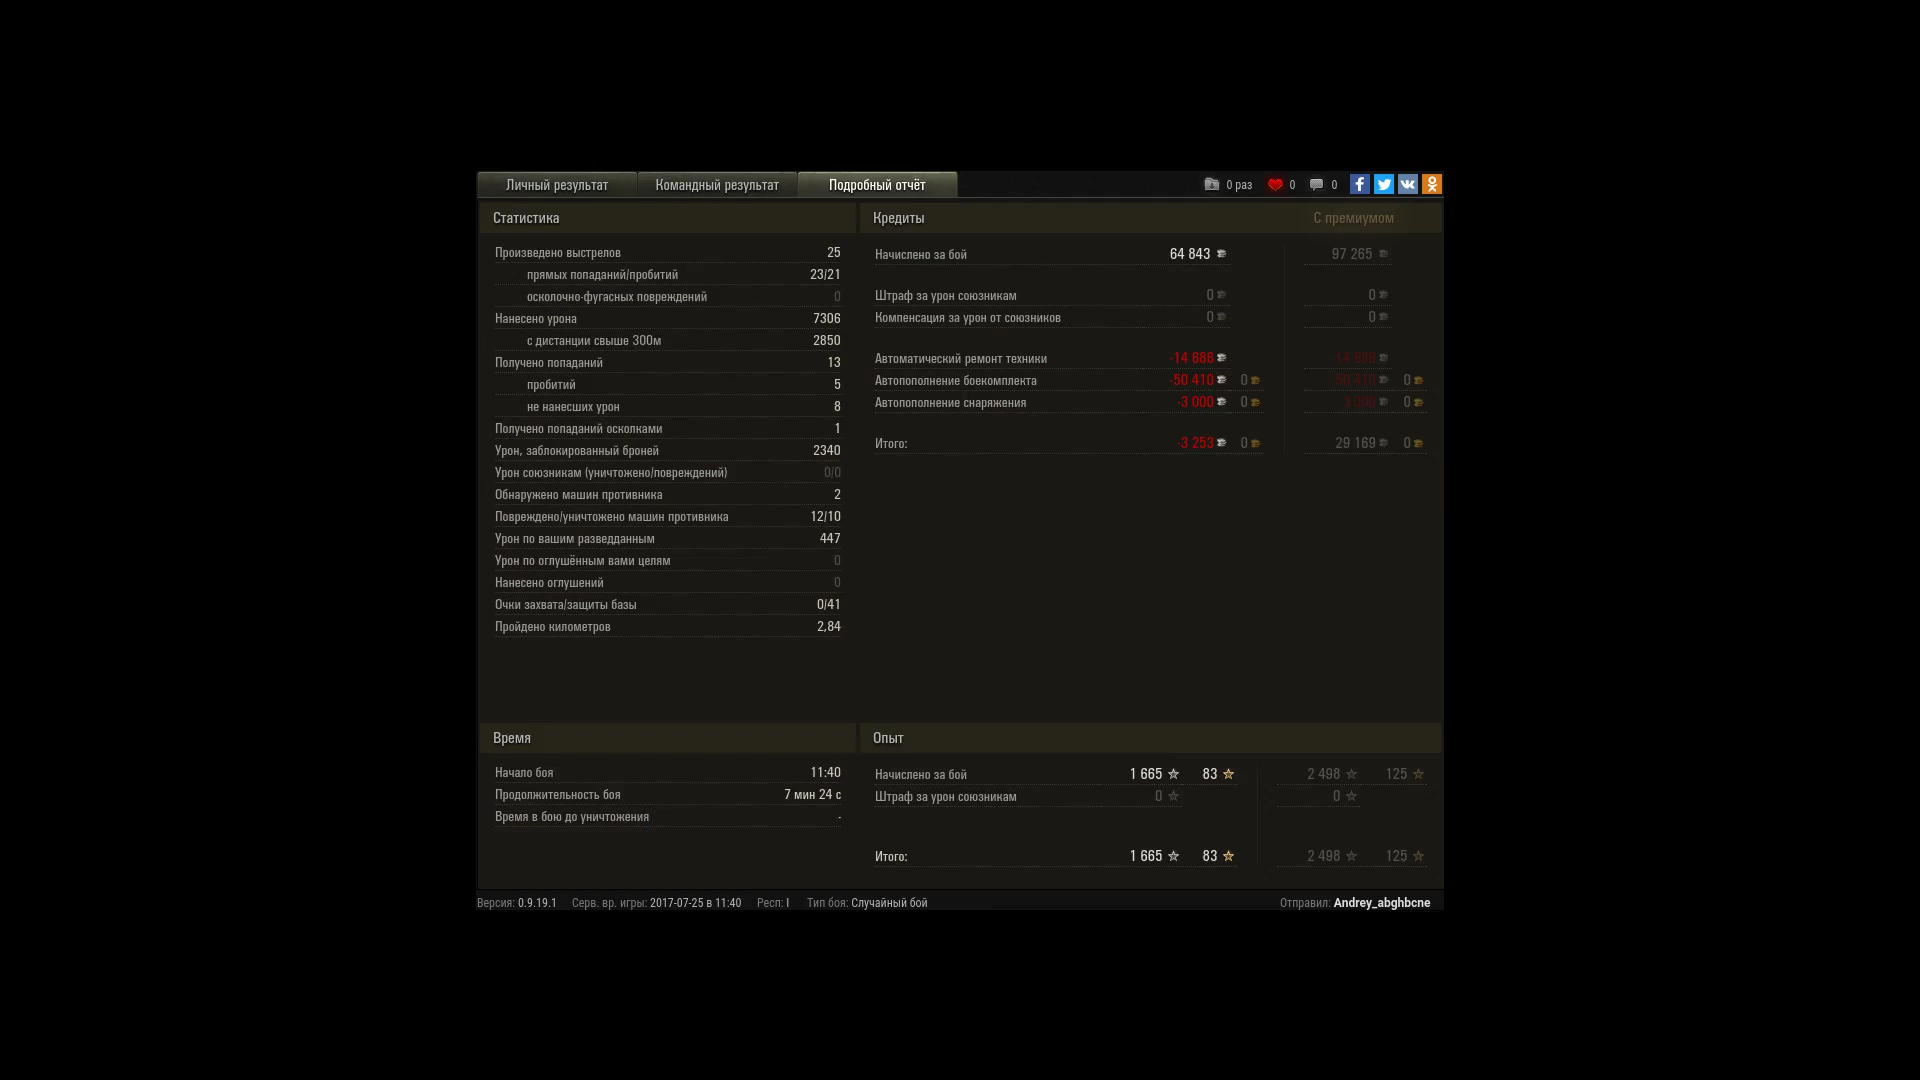 Личный результат Командный результат Подробный отчёт 0 раз 0 0
Статистика
Произведено выстрелов 25
прямых попаданий/пробитий 23/21
осколочно-фугасных повреждений 0
Нанесено урона 7306
с дистанции свыше 300м 2850
Получено попаданий 13
пробитий 5
не нанесших урон 8
Получено попаданий осколками 1
Урон, заблокированный броней 2340
Урон союзникам (уничтожено/повреждений) 0/0
Обнаружено машин противника 2
Повреждено/уничтожено машин противника 12/10
Урон по вашим разведданным 447
Урон по оглушённым вами целям 0
Нанесено оглушений 0
Очки захвата/защиты базы 0/41
Пройдено километров 2,84
Кредиты С премиумом
Начислено за бой 64 843 97 265
Штраф за урон союзникам 0 0
Компенсация за урон от союзников 0 0
Автоматический ремонт техники -14 686 -14 686
Автопополнение боекомплекта -50 410 0 -50 410 0
Автопополнение снаряжения -3 000 0 -3 000 0
Итого: -3 253 0 29 169 0
Время
Начало боя 11:40
Продолжительность боя 7 мин 24 с
Время в бою до уничтожения -
Опыт
Начислено за бой 1 665 83 2 498 125
Штраф за урон союзникам 0 0
Итого: 1 665 83 2 498 125
Версия: 0.9.19.1 Серв. вр. игры: 2017-07-25 в 11:40 Респ: I Тип боя: Случайный бой Отправил: Andrey_abghbcne